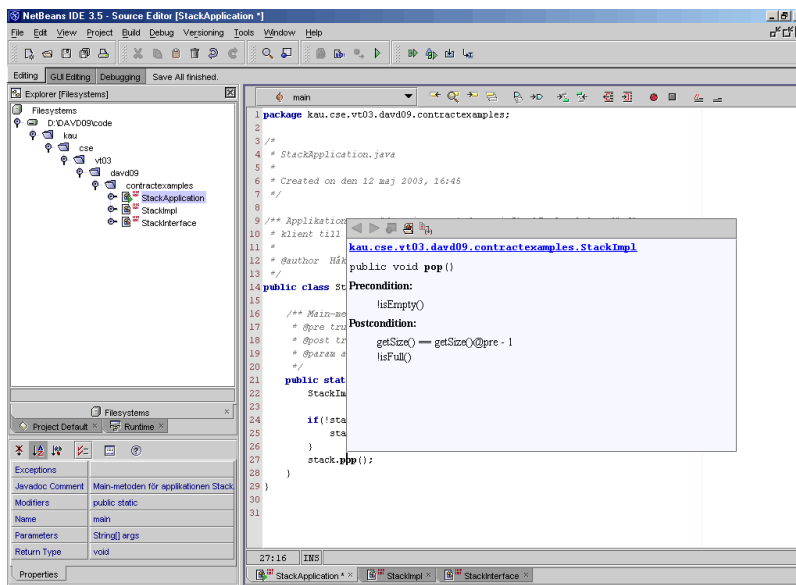 NetBeans IDE 3.5 - Source Editor [StackApplication *]
File Edit View Project Build Debug Versioning Tools Window Help
Editing GUI Editing Debugging Save All finished.
Explorer [Filesystems]
Filesystems
D:\DAVD09\code
kau
cse
vt03
davd09
contractexamples
StackApplication
StackImpl
StackInterface
Filesystems ×
Project Default × Runtime ×
Exceptions
Javadoc Comment Main-metoden för applikationen Stack
Modifiers public static
Name main
Parameters String[] args
Return Type void
Properties
main
1 package kau.cse.vt03.davd09.contractexamples;
2
3 /*
4 * StackApplication.java
5 *
6 * Created on den 12 maj 2003, 16:45
7 */
8
9 /** Applikation
10 * klient till
11 *
12 * @author Håk
13 */
14 public class St
15
16 /** Main-me
17 * @pre tru
18 * @post tr
19 * @param a
20 */
21 public stat
22 StackIm
23
24 if(!sta
25 sta
26 }
27 stack.pop();
28 }
29 }
30
31
kau.cse.vt03.davd09.contractexamples.StackImpl
public void pop()
Precondition:
!isEmpty()
Postcondition:
getSize() == getSize()@pre - 1
!isFull()
27:16 INS
StackApplication * × StackImpl × StackInterface ×